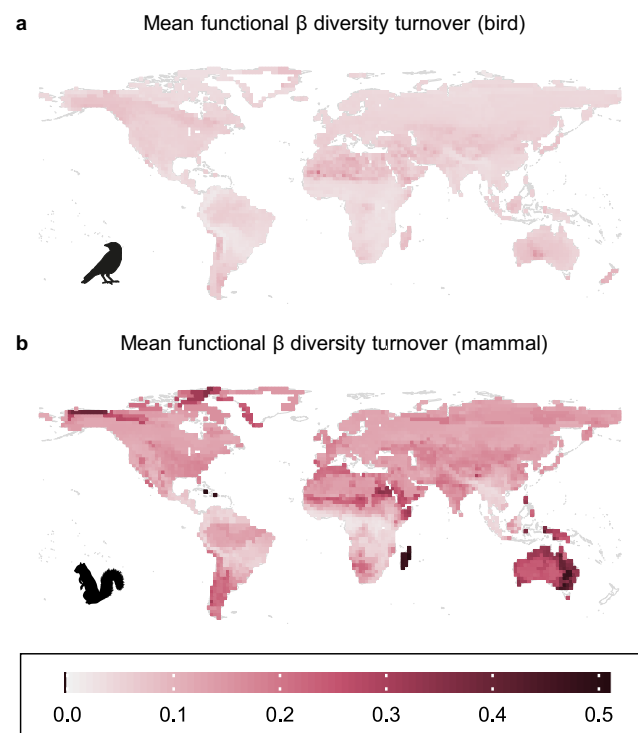 a Mean functional β diversity turnover (bird)
b Mean functional β diversity turnover (mammal)
0.0 0.1 0.2 0.3 0.4 0.5